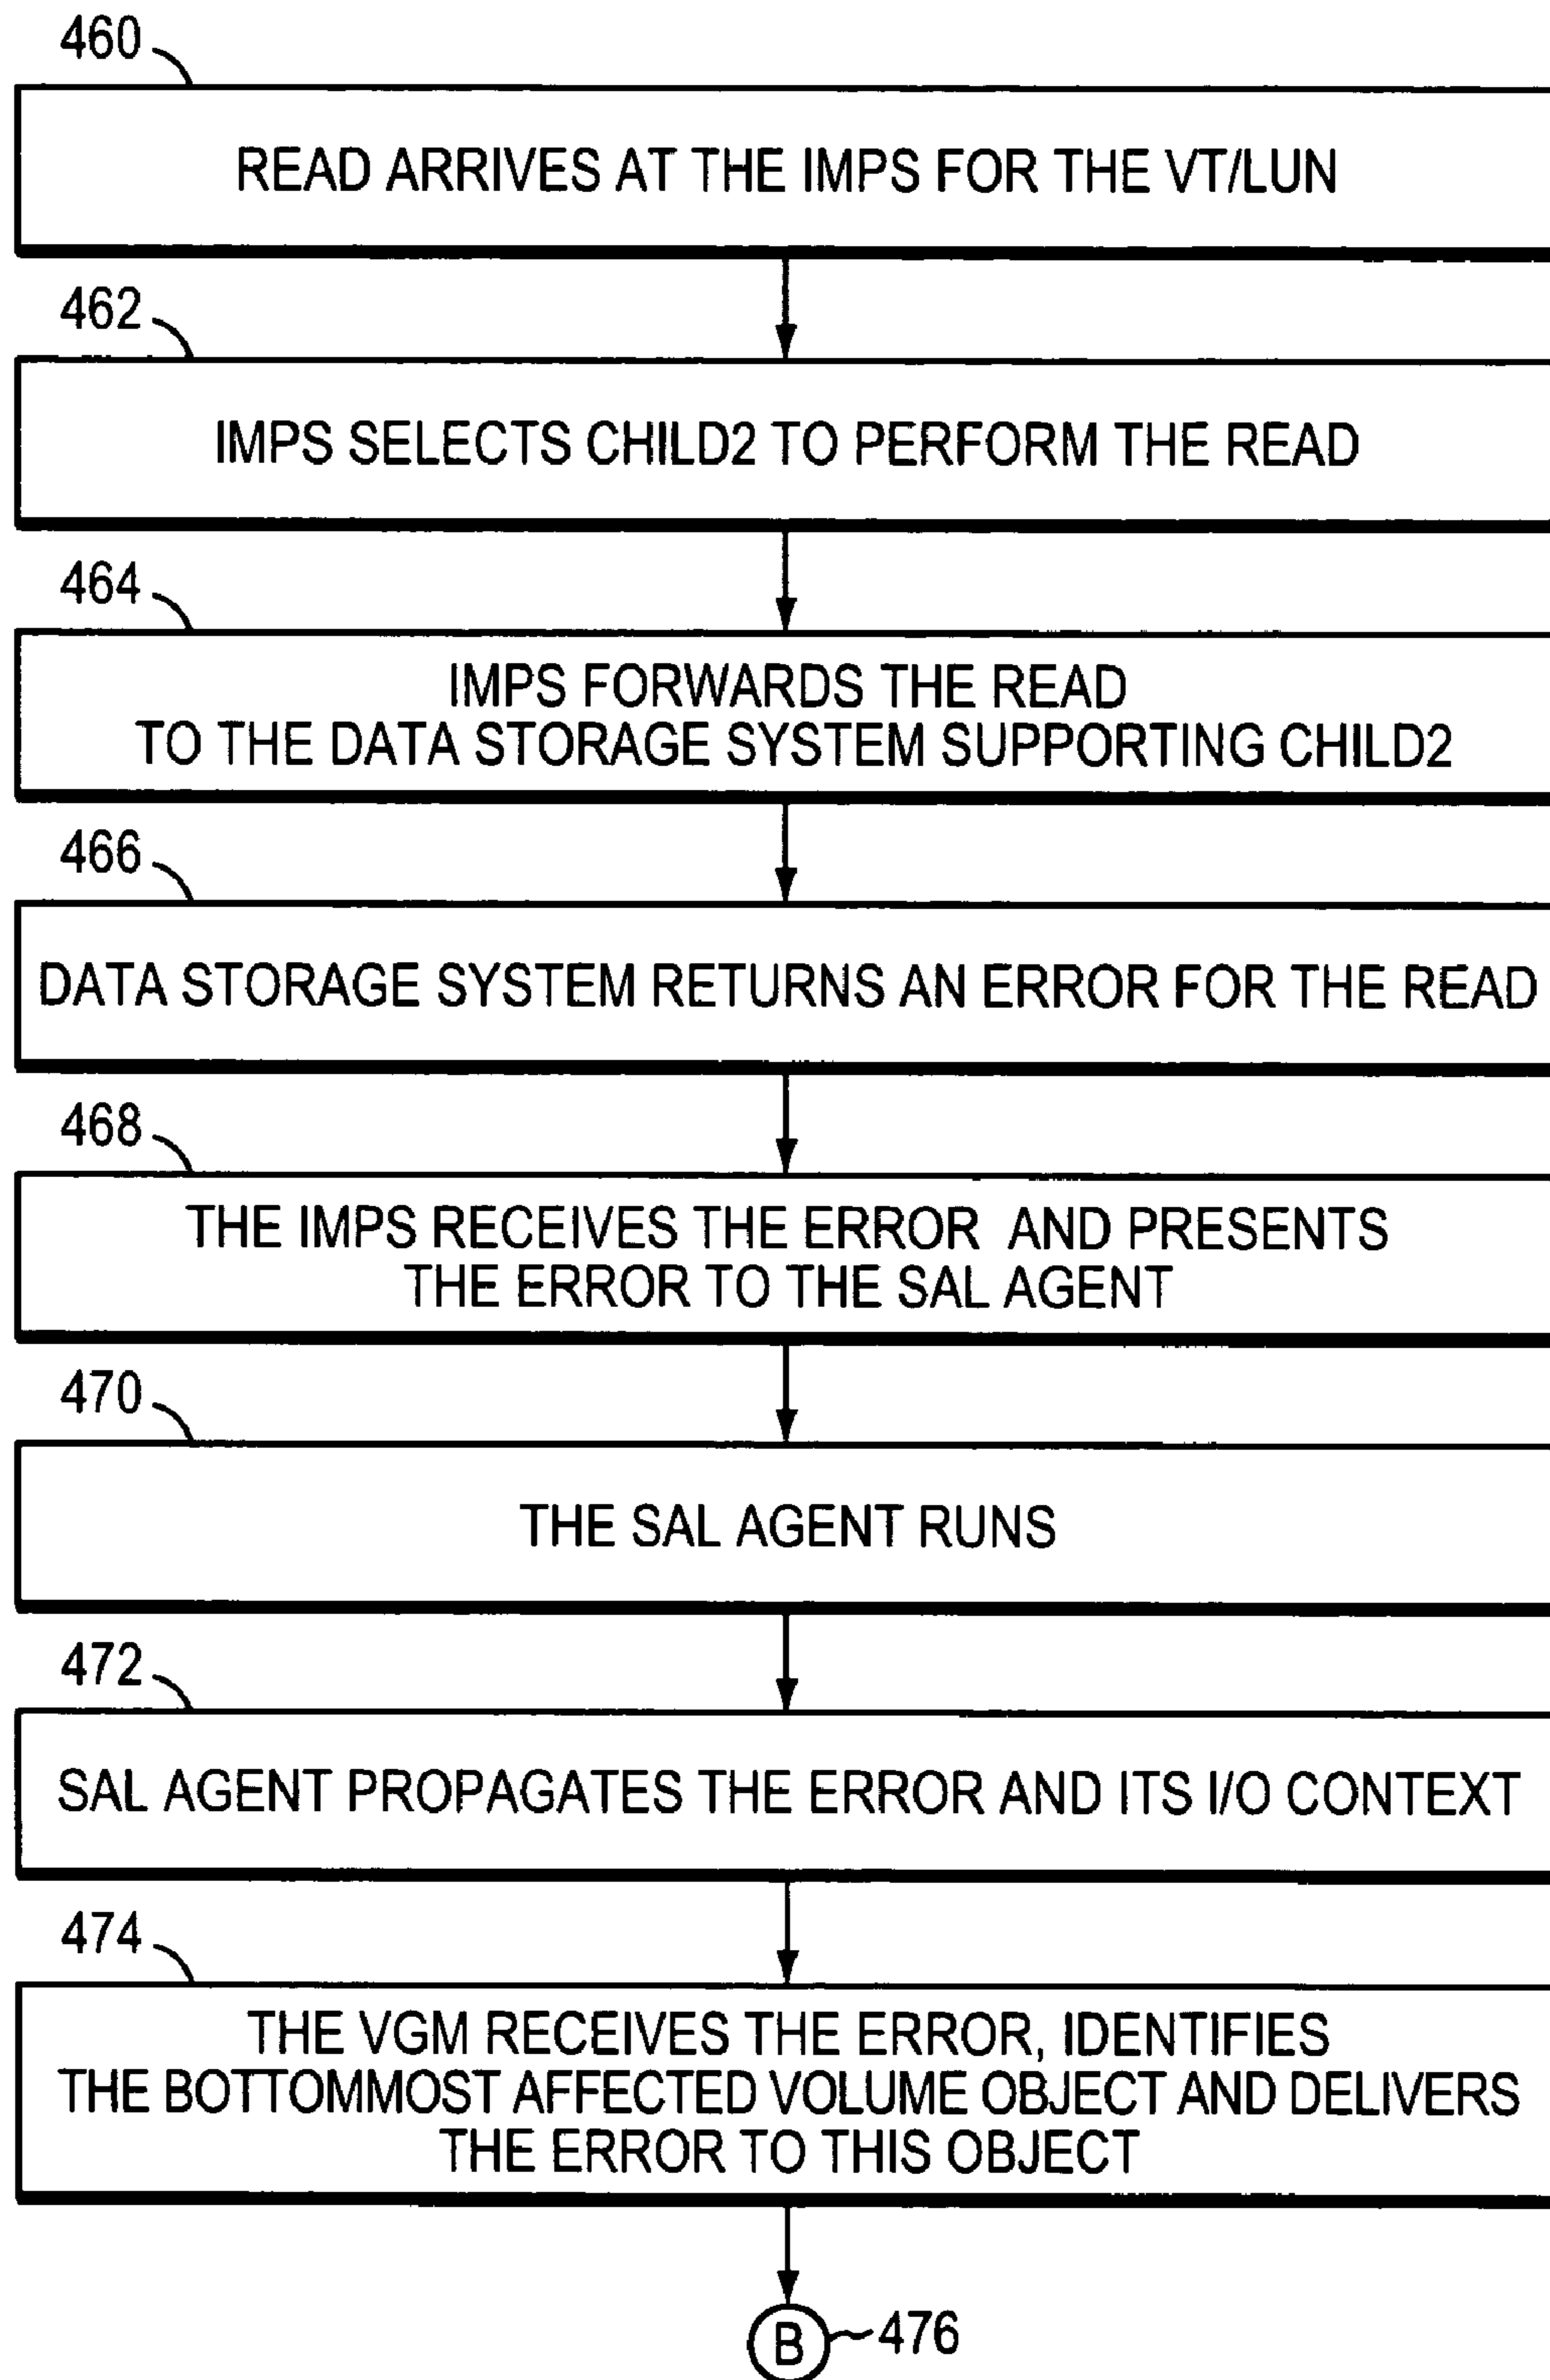 460
READ ARRIVES AT THE IMPS FOR THE VT/LUN
462
IMPS SELECTS CHILD2 TO PERFORM THE READ
464
IMPS FORWARDS THE READ
TO THE DATA STORAGE SYSTEM SUPPORTING CHILD2
466
DATA STORAGE SYSTEM RETURNS AN ERROR FOR THE READ
468
THE IMPS RECEIVES THE ERROR AND PRESENTS
THE ERROR TO THE SAL AGENT
470
THE SAL AGENT RUNS
472
SAL AGENT PROPAGATES THE ERROR AND ITS I/O CONTEXT
474
THE VGM RECEIVES THE ERROR, IDENTIFIES
THE BOTTOMMOST AFFECTED VOLUME OBJECT AND DELIVERS
THE ERROR TO THIS OBJECT
B 476